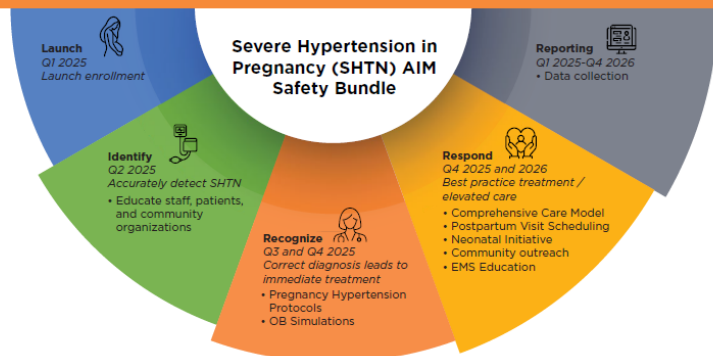 Severe Hypertension in
Pregnancy (SHTN) AIM
Safety Bundle
Launch
Q1 2025
Launch enrollment
Identify
Q2 2025
Accurately detect SHTN
• Educate staff, patients,
and community
organizations
Recognize
Q3 and Q4 2025
Correct diagnosis leads to
immediate treatment
• Pregnancy Hypertension
Protocols
• OB Simulations
Respond
Q4 2025 and 2026
Best practice treatment /
elevated care
• Comprehensive Care Model
• Postpartum Visit Scheduling
• Neonatal Initiative
• Community outreach
• EMS Education
Reporting
Q1 2025-Q4 2026
• Data collection